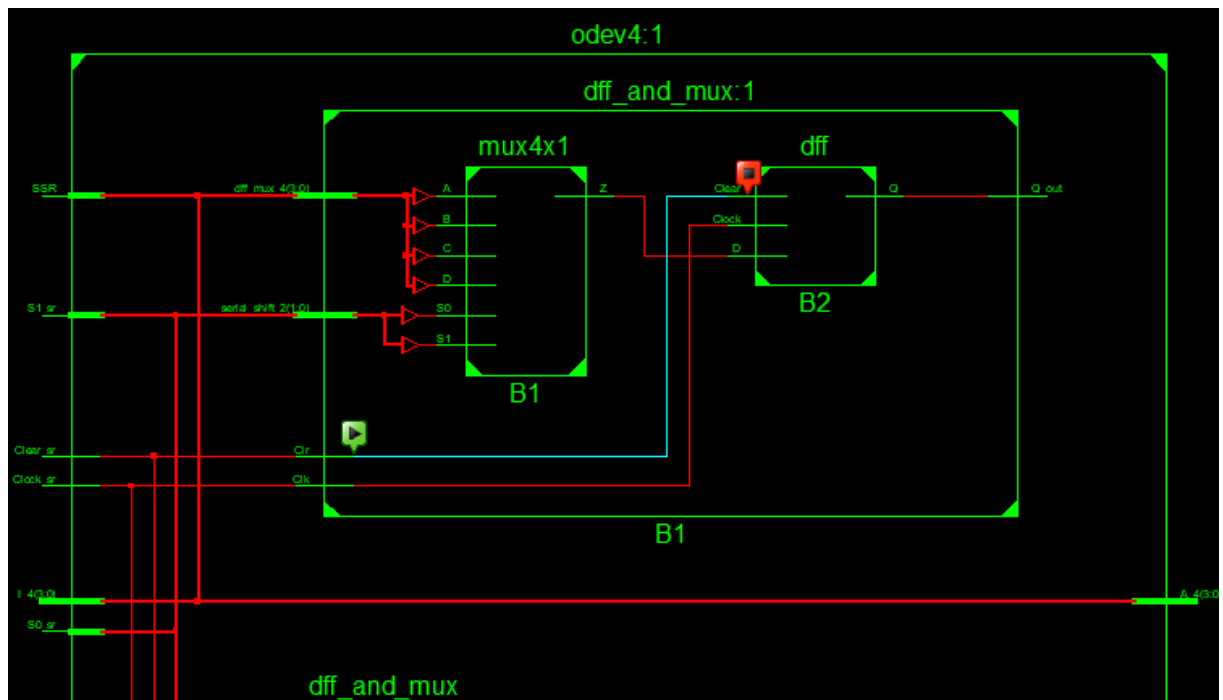 odev4:1
dff_and_mux:1
mux4x1
dff
SSR
dff_mux_4(3:0)
A
Z
Clear
Q
Q_out
B
Clock
C
D
D
S1_sr
serial_shift_2(1:0)
S0
B2
S1
B1
Clear_sr
Clr
Clock_sr
Clk
B1
I_4(3:0)
A_4(3:0
S0_sr
dff_and_mux